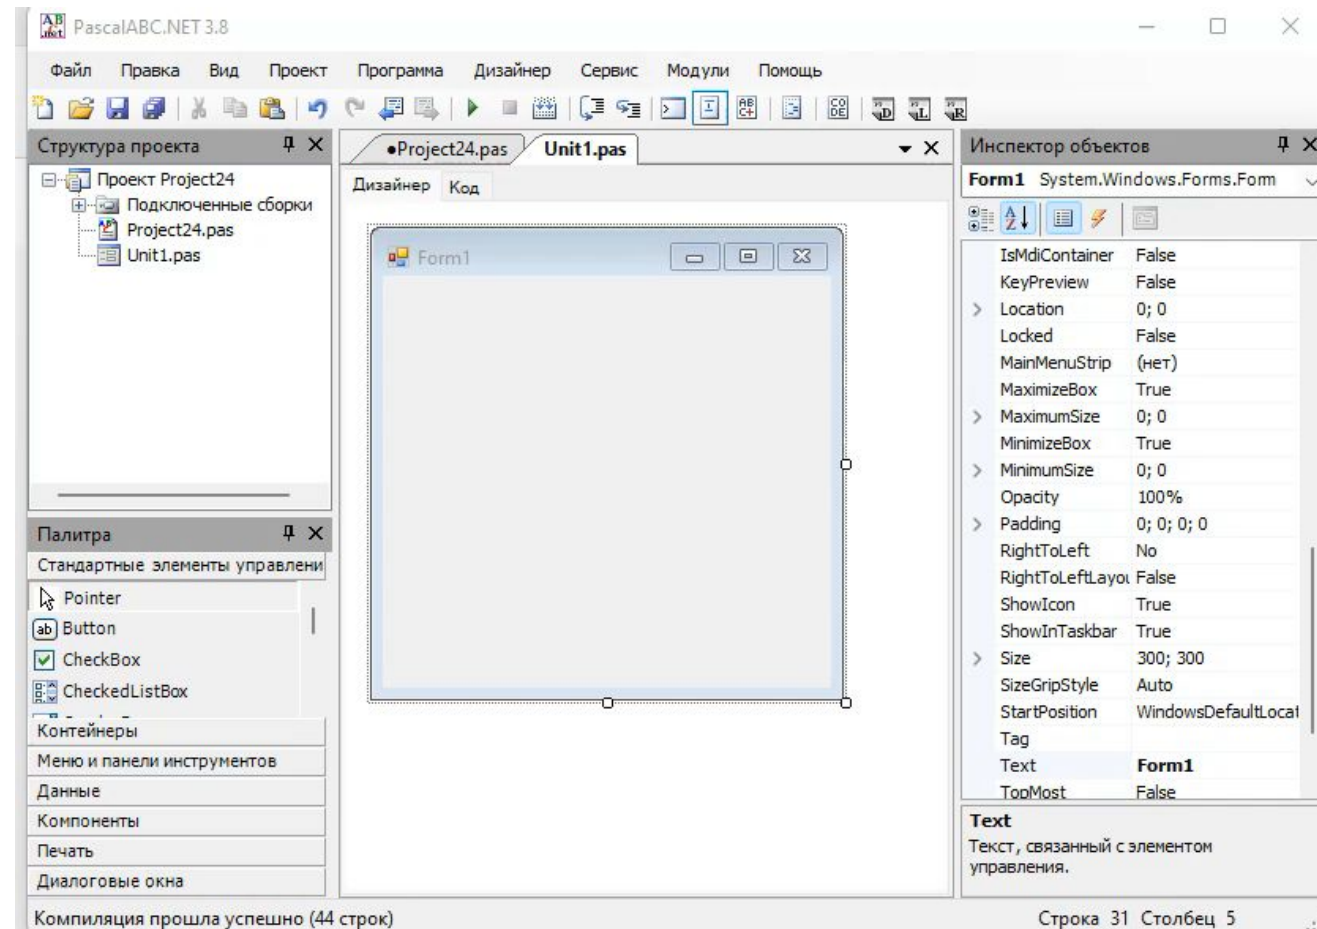 PascalABC.NET 3.8
Файл Правка Вид Проект Программа Дизайнер Сервис Модули Помощь
Структура проекта
Проект Project24
Подключенные сборки
Project24.pas
Unit1.pas
Палитра
Стандартные элементы управлени
Pointer
Button
CheckBox
CheckedListBox
Контейнеры
Меню и панели инструментов
Данные
Компоненты
Печать
Диалоговые окна
●Project24.pas Unit1.pas
Дизайнер Код
Form1
Инспектор объектов
Form1 System.Windows.Forms.Form
IsMdiContainer False
KeyPreview False
Location 0; 0
Locked False
MainMenuStrip (нет)
MaximizeBox True
MaximumSize 0; 0
MinimizeBox True
MinimumSize 0; 0
Opacity 100%
Padding 0; 0; 0; 0
RightToLeft No
RightToLeftLayou False
ShowIcon True
ShowInTaskbar True
Size 300; 300
SizeGripStyle Auto
StartPosition WindowsDefaultLocat
Tag
Text Form1
TopMost False
Text
Текст, связанный с элементом
управления.
Компиляция прошла успешно (44 строк)
Строка 31 Столбец 5